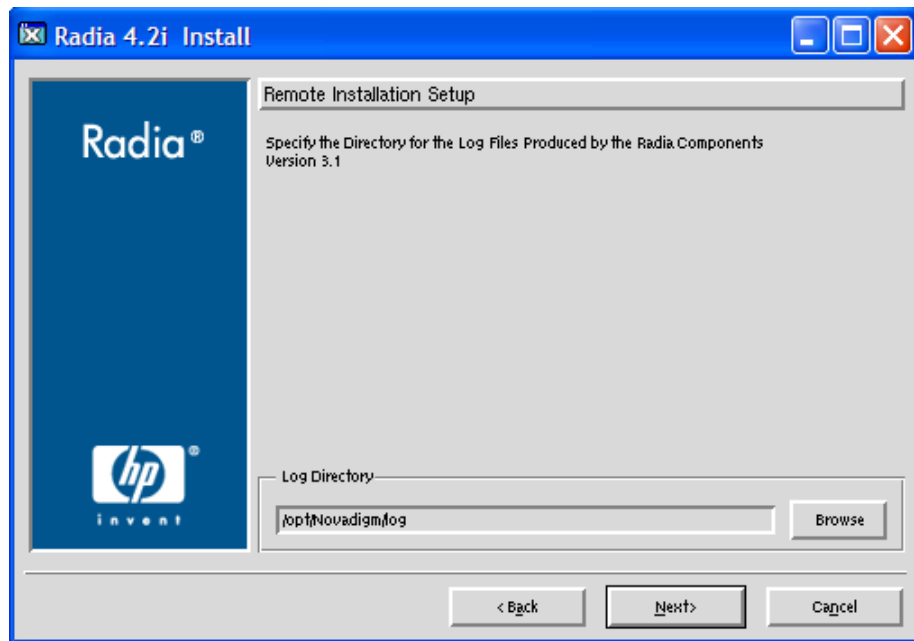 Radia 4.2i Install
Radia®
Remote Installation Setup
Specify the Directory for the Log Files Produced by the Radia Components
Version 3.1
hp®
invent
Log Directory
/opt/Novadigm/log
Browse
< Back
Next>
Cancel